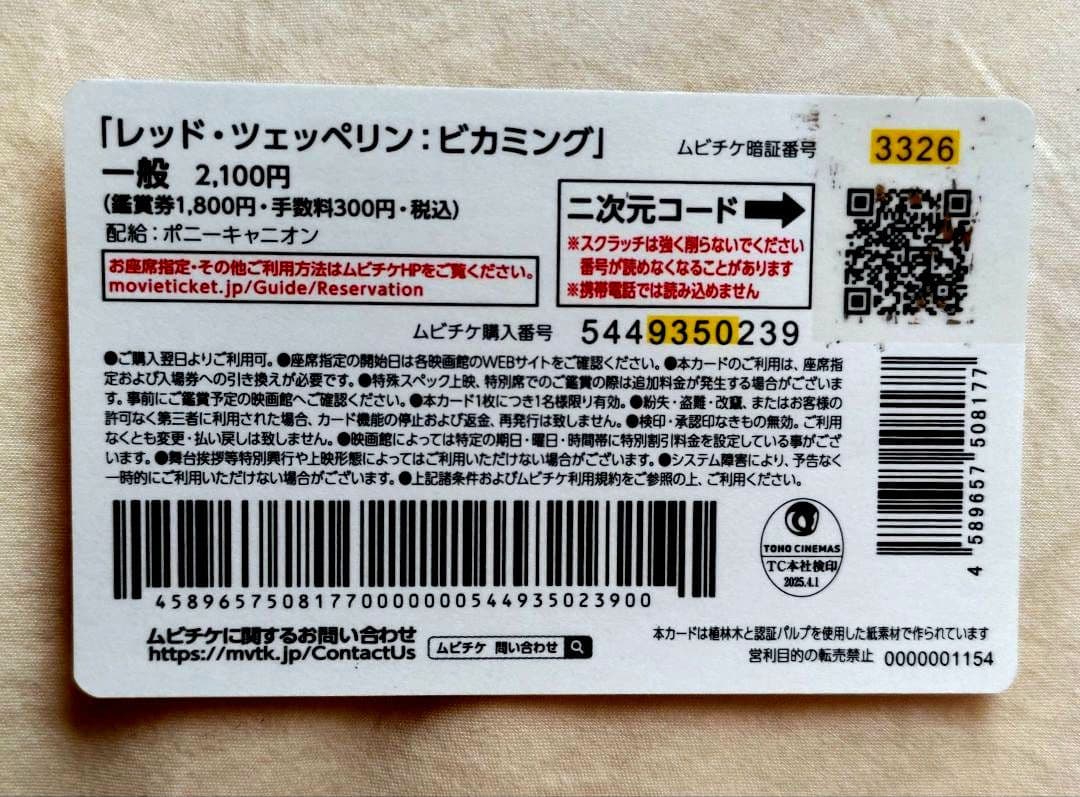 「レッド・ツェッペリン：ビカミング」
一般 2,100円
(鑑賞券1,800円・手数料300円・税込)
配給：ポニーキャニオン
お座席指定・その他ご利用方法はムビチケHPをご覧ください。
movieticket.jp/Guide/Reservation
ムビチケ暗証番号 3326
二次元コード
※スクラッチは強く削らないでください
番号が読めなくなることがあります
※携帯電話では読み込めません
ムビチケ購入番号 5449350239
●ご購入翌日よりご利用可。●座席指定の開始日は各映画館のWEBサイトをご確認ください。●本カードのご利用は、座席指
定および入場券への引き換えが必要です。●特殊スペック上映、特別席でのご鑑賞の際は追加料金が発生する場合がございま
す。事前にご鑑賞予定の映画館へご確認ください。●本カード1枚につき1名様限り有効。●紛失・盗難・改竄、またはお客様の
許可なく第三者に利用された場合、カード機能の停止および返金、再発行は致しません。●検印・承認印なきもの無効。ご利用
なくとも変更・払い戻しは致しません。●映画館によっては特定の期日・曜日・時間帯に特別割引料金を設定している事がござ
います。●舞台挨拶等特別興行や上映形態によってはご利用いただけない場合がございます。●システム障害により、予告なく
一時的にご利用いただけない場合がございます。●上記諸条件およびムビチケ利用規約をご参照の上、ご利用ください。
4 589657 508177
TOHO CINEMAS
TC本社検印
2025.4.1
45896575081770000000544935023900
ムビチケに関するお問い合わせ
https://mvtk.jp/ContactUs
ムビチケ 問い合わせ
本カードは植林木と認証パルプを使用した紙素材で作られています
営利目的の転売禁止 0000001154